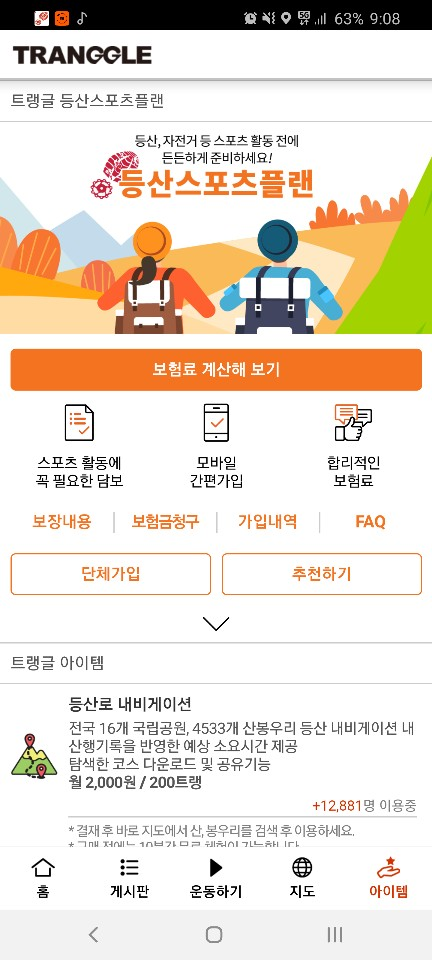 63% 9:08
TRANGGLE
트랭글 등산스포츠플랜
등산, 자전거 등 스포츠 활동 전에
든든하게 준비하세요!
등산스포츠플랜
보험료 계산해 보기
스포츠 활동에
꼭 필요한 담보
모바일
간편가입
합리적인
보험료
보장내용
보험금청구
가입내역
FAQ
단체가입
추천하기
트랭글 아이템
등산로 내비게이션
전국 16개 국립공원, 4533개 산봉우리 등산 내비게이션 내
산행기록을 반영한 예상 소요시간 제공
탐색한 코스 다운로드 및 공유기능
월 2,000원 / 200트랭
+12,881명 이용중
* 결재 후 바로 지도에서 산, 봉우리를 검색 후 이용하세요.
홈
게시판
운동하기
지도
아이템